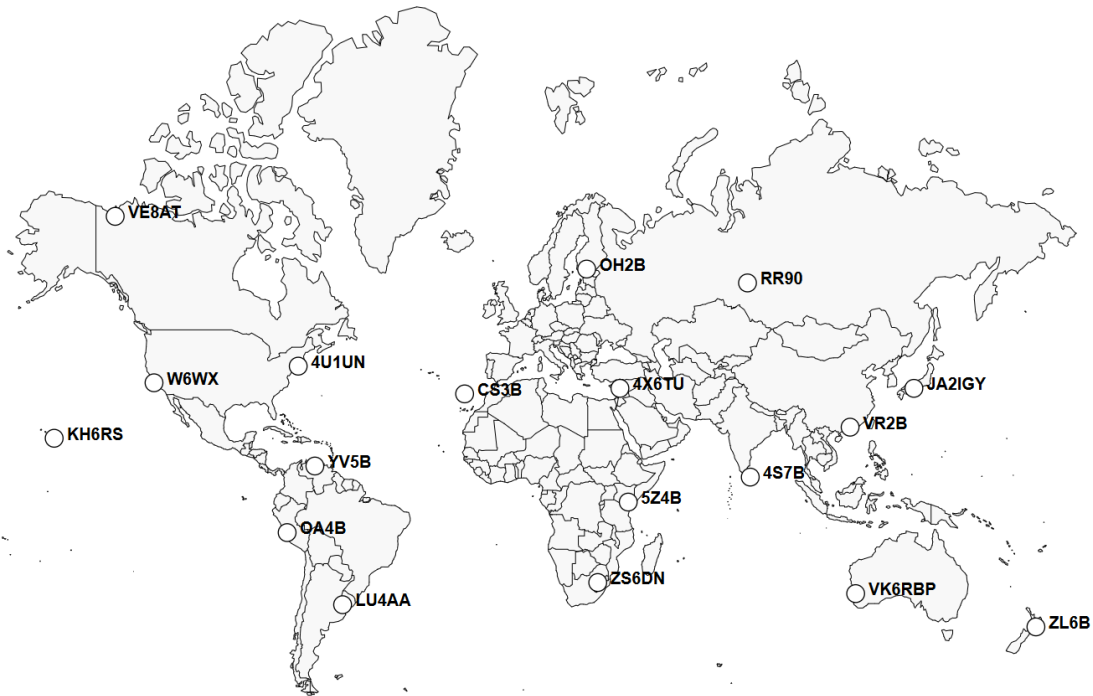 VE8AT
OH2B
RR90
4U1UN
W6WX
CS3B
4X6TU
JA2IGY
KH6RS
VR2B
YV5B
4S7B
5Z4B
OA4B
ZS6DN
VK6RBP
LU4AA
ZL6B